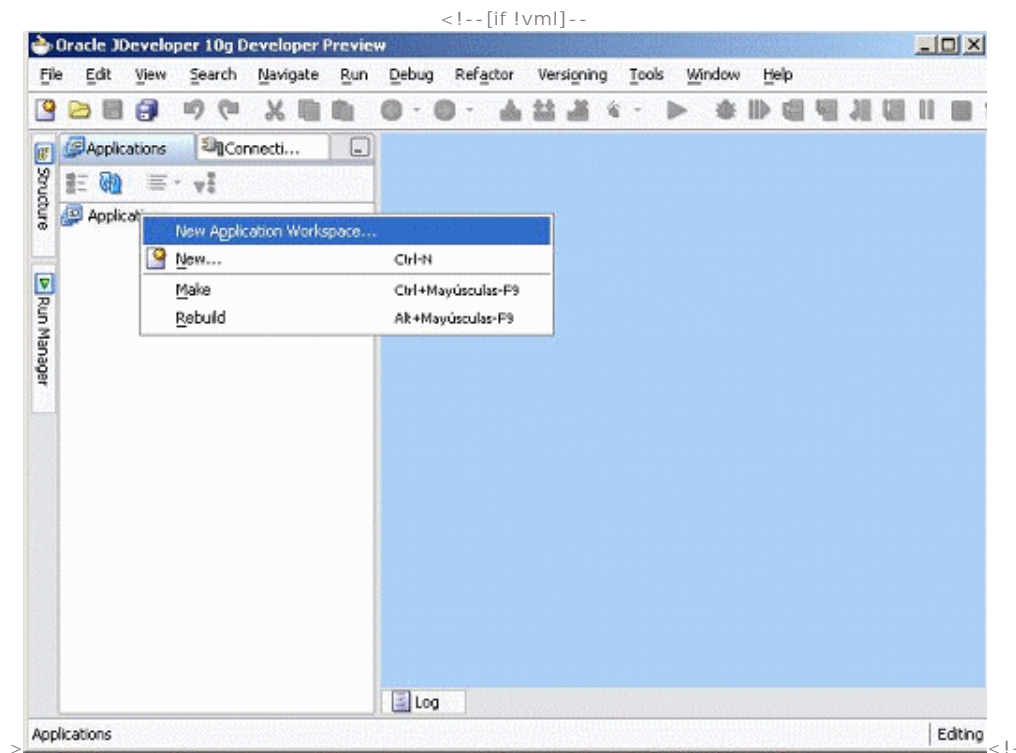 <!--[if !vml]--
Oracle JDeveloper 10g Developer Preview
File Edit View Search Navigate Run Debug Refactor Versioning Tools Window Help
Applications Connecti...
Structure
Applicat
New Application Workspace...
New... Ctrl-N
Make Ctrl+Mayúsculas-F9
Rebuild Alt+Mayúsculas-F9
Run Manager
Log
Applications Editing
> <!-